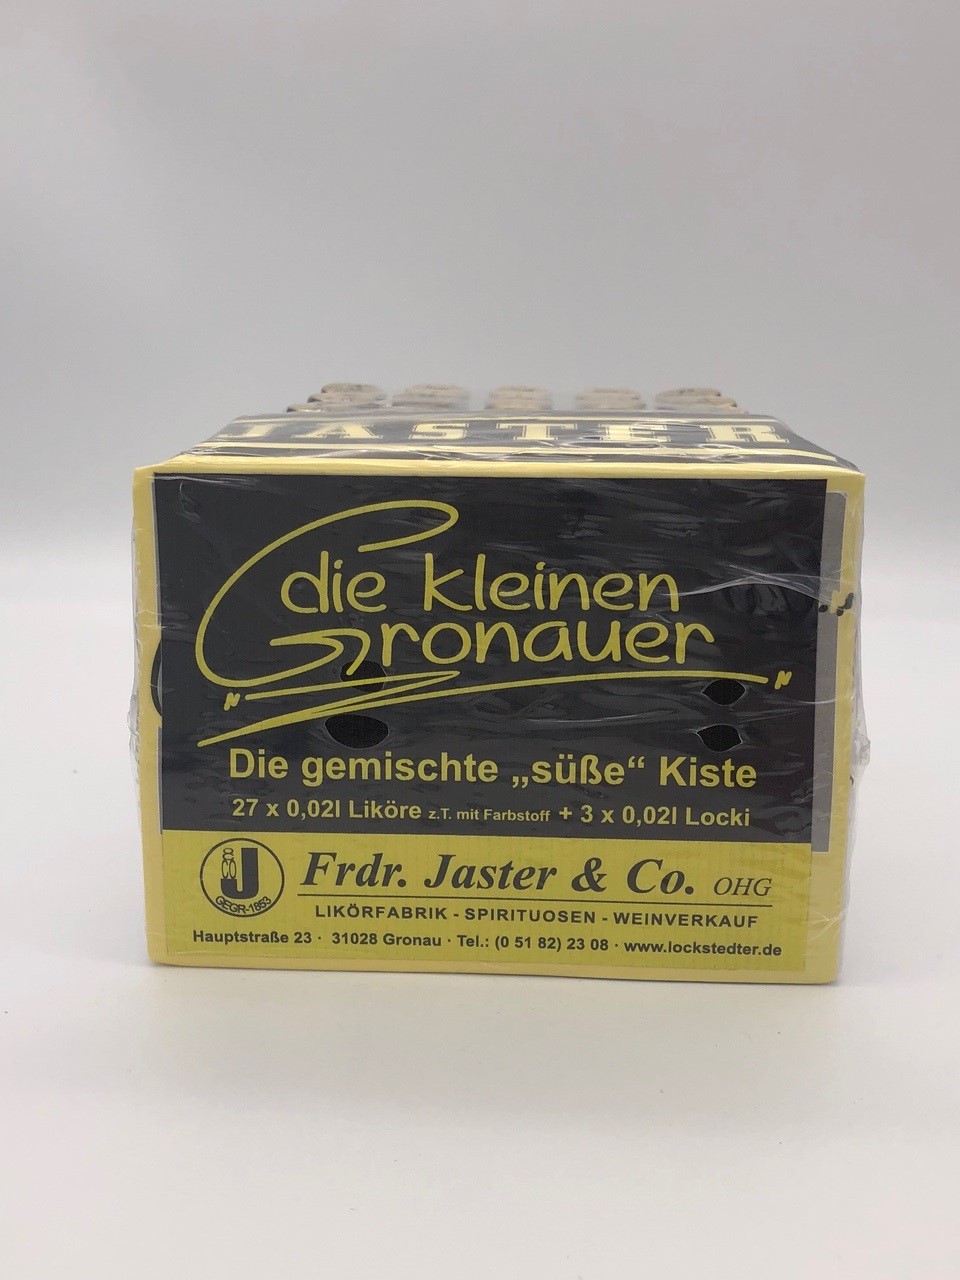 JASTER
die kleinen
Gronauer
Die gemischte „süße“ Kiste
27 x 0,02l Liköre z.T. mit Farbstoff + 3 x 0,02l Locki
J
& CO
GEGR-1853
Frdr. Jaster & Co. OHG
LIKÖRFABRIK - SPIRITUOSEN - WEINVERKAUF
Hauptstraße 23 · 31028 Gronau · Tel.: (0 51 82) 23 08 · www.lockstedter.de